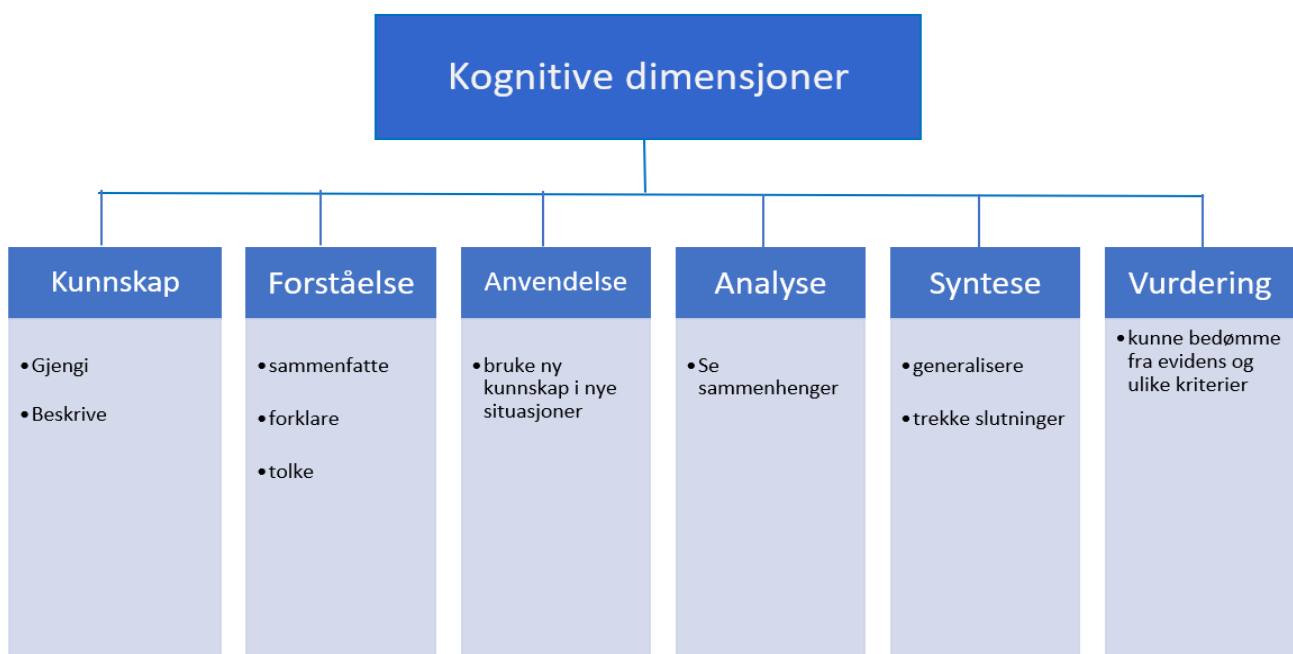 Kognitive dimensjoner
Kunnskap
•Gjengi
•Beskrive
Forståelse
•sammenfatte
•forklare
•tolke
Anvendelse
•bruke ny
kunnskap i nye
situasjoner
Analyse
•Se
sammenhenger
Syntese
•generalisere
•trekke slutninger
Vurdering
•kunne bedømme
fra evidens og
ulike kriterier